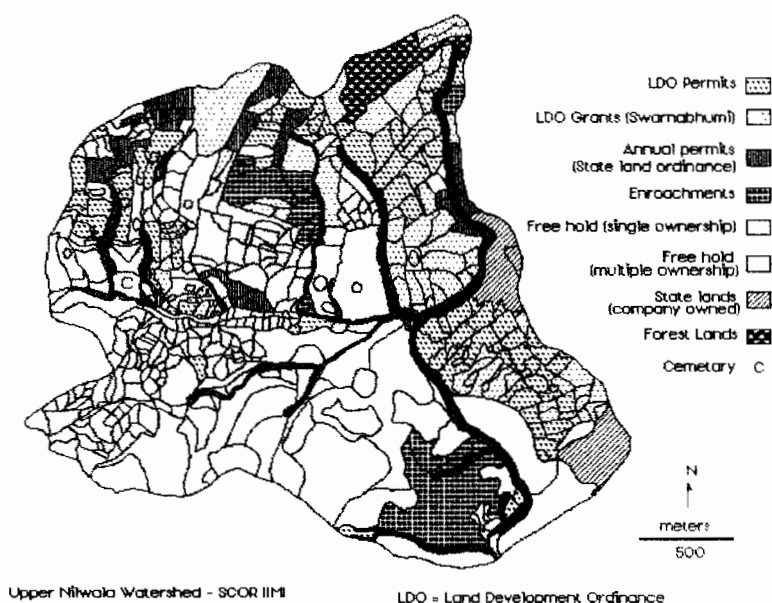 LDO Permits
LDO Grants (Swarnabhumi)
Annual permits
(State land ordinance)
Enroachments
Free hold (single ownership)
Free hold
(multiple ownership)
State lands
(company owned)
Forest Lands
Cemetary C
N
meters
500
C
Upper Nilwala Watershed - SCOR IIMI
LDO = Land Development Ordinance